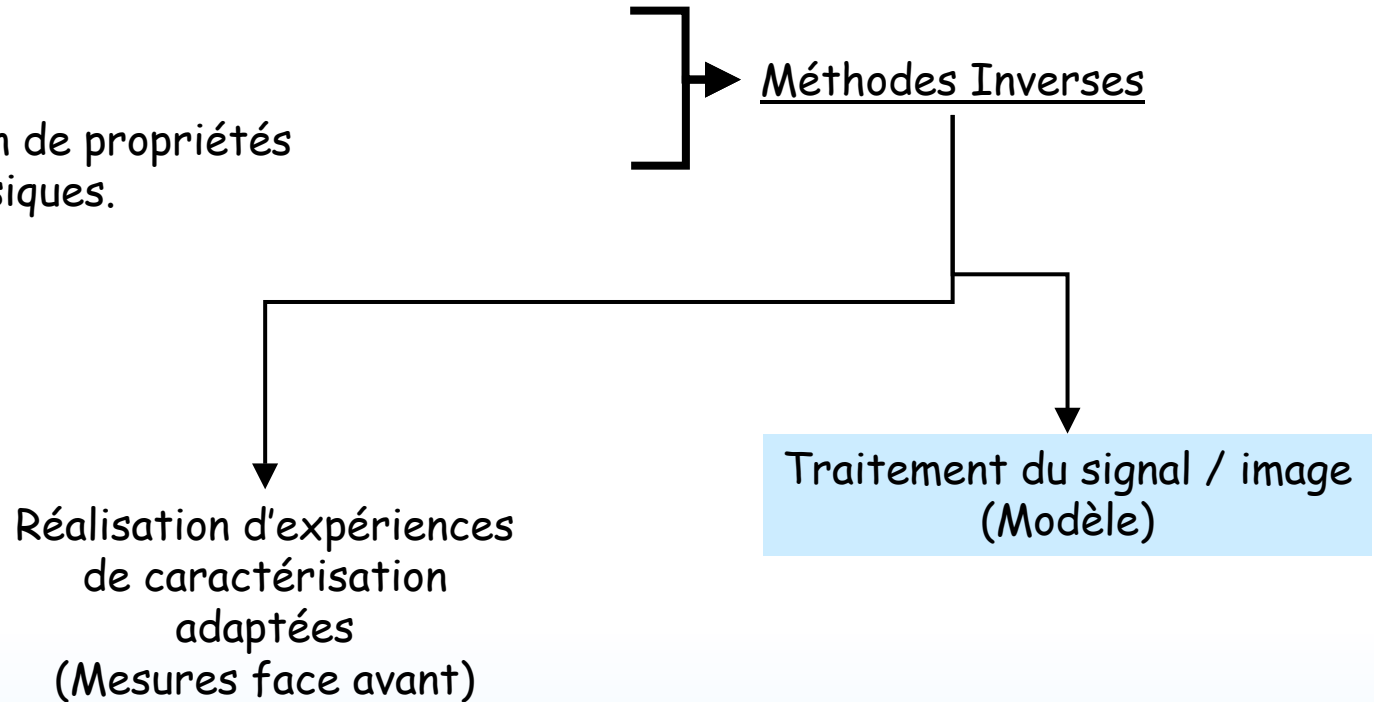 Méthodes Inverses
de propriétés
siques.
Traitement du signal / image
(Modèle)
Réalisation d'expériences
de caractérisation
adaptées
(Mesures face avant)